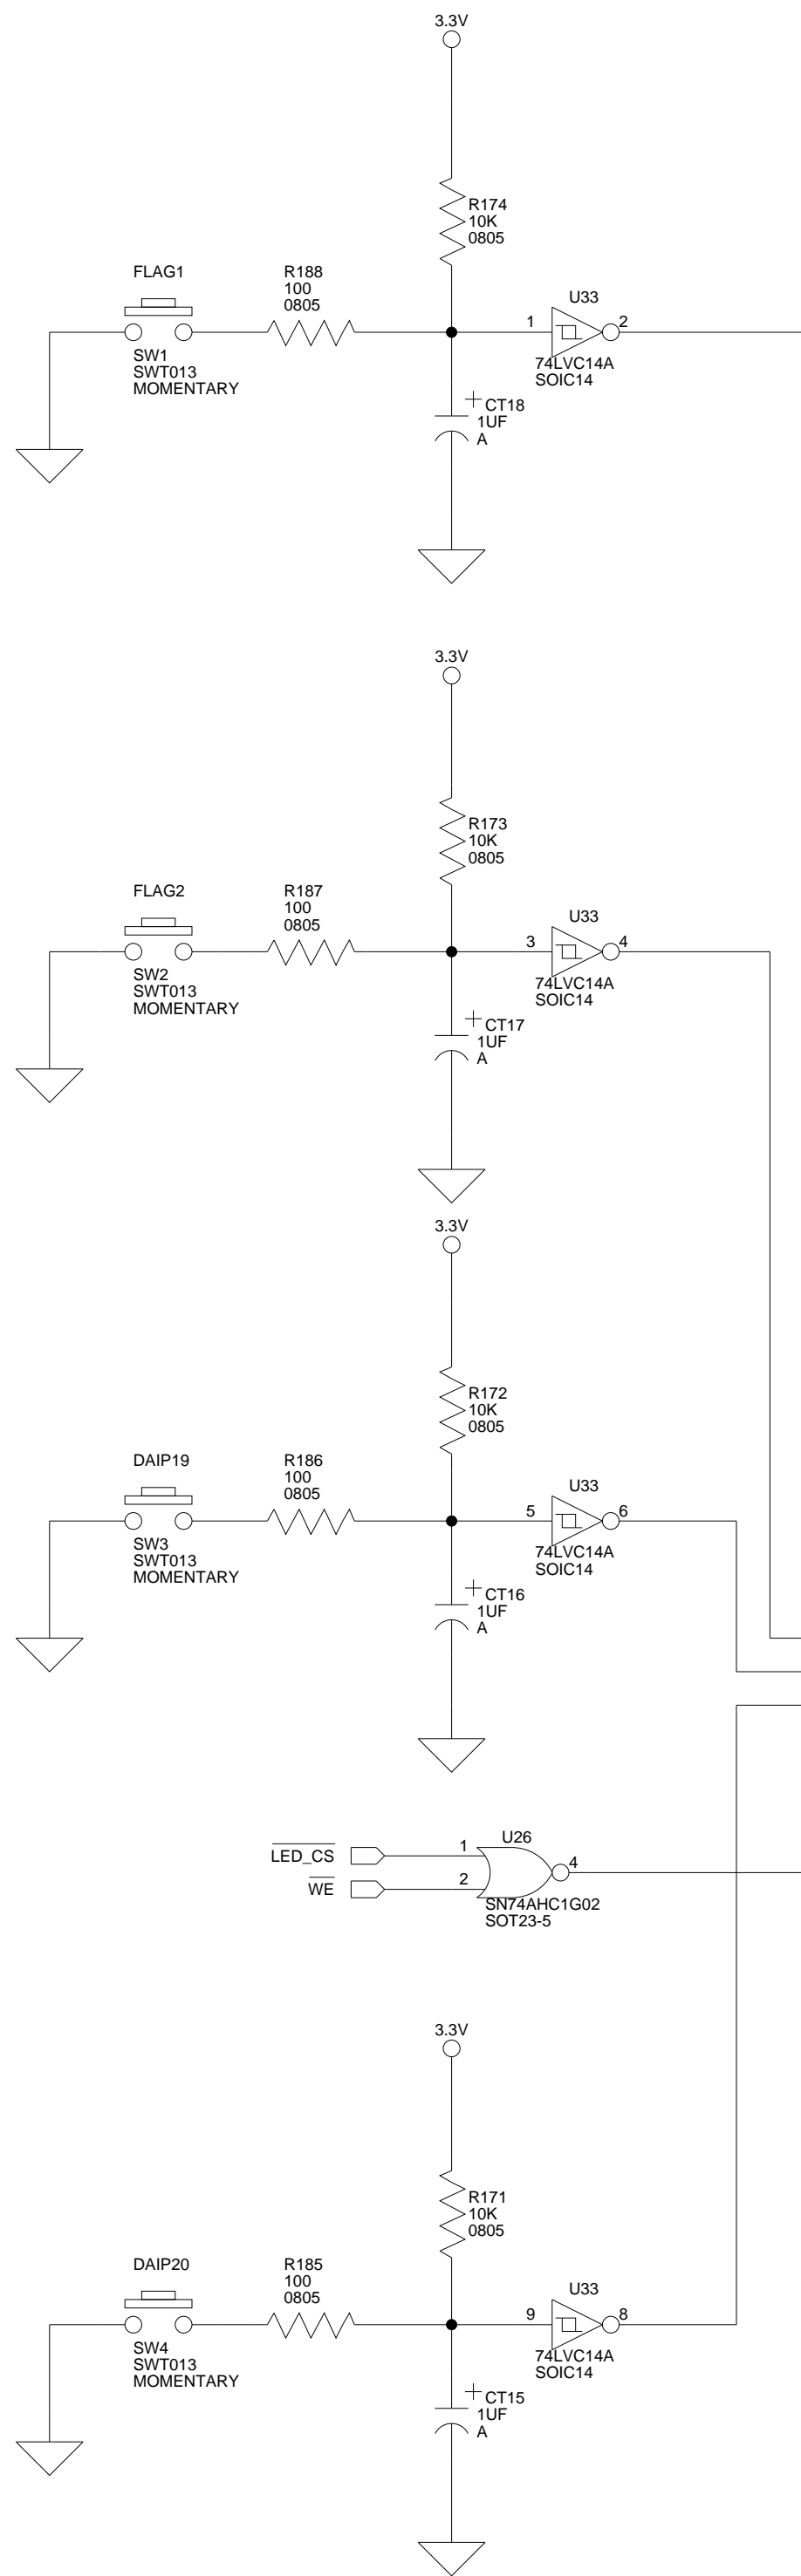 3.3V
R174
10K
0805
FLAG1
SW1
SWT013
MOMENTARY
R188
100
0805
1
U33
2
74LVC14A
SOIC14
+ CT18
1UF
A
3.3V
R173
10K
0805
FLAG2
SW2
SWT013
MOMENTARY
R187
100
0805
3
U33
4
74LVC14A
SOIC14
+ CT17
1UF
A
3.3V
R172
10K
0805
DAIP19
SW3
SWT013
MOMENTARY
R186
100
0805
5
U33
6
74LVC14A
SOIC14
+ CT16
1UF
A
LED_CS
WE
1
2
U26
4
SN74AHC1G02
SOT23-5
3.3V
R171
10K
0805
DAIP20
SW4
SWT013
MOMENTARY
R185
100
0805
9
U33
8
74LVC14A
SOIC14
+ CT15
1UF
A